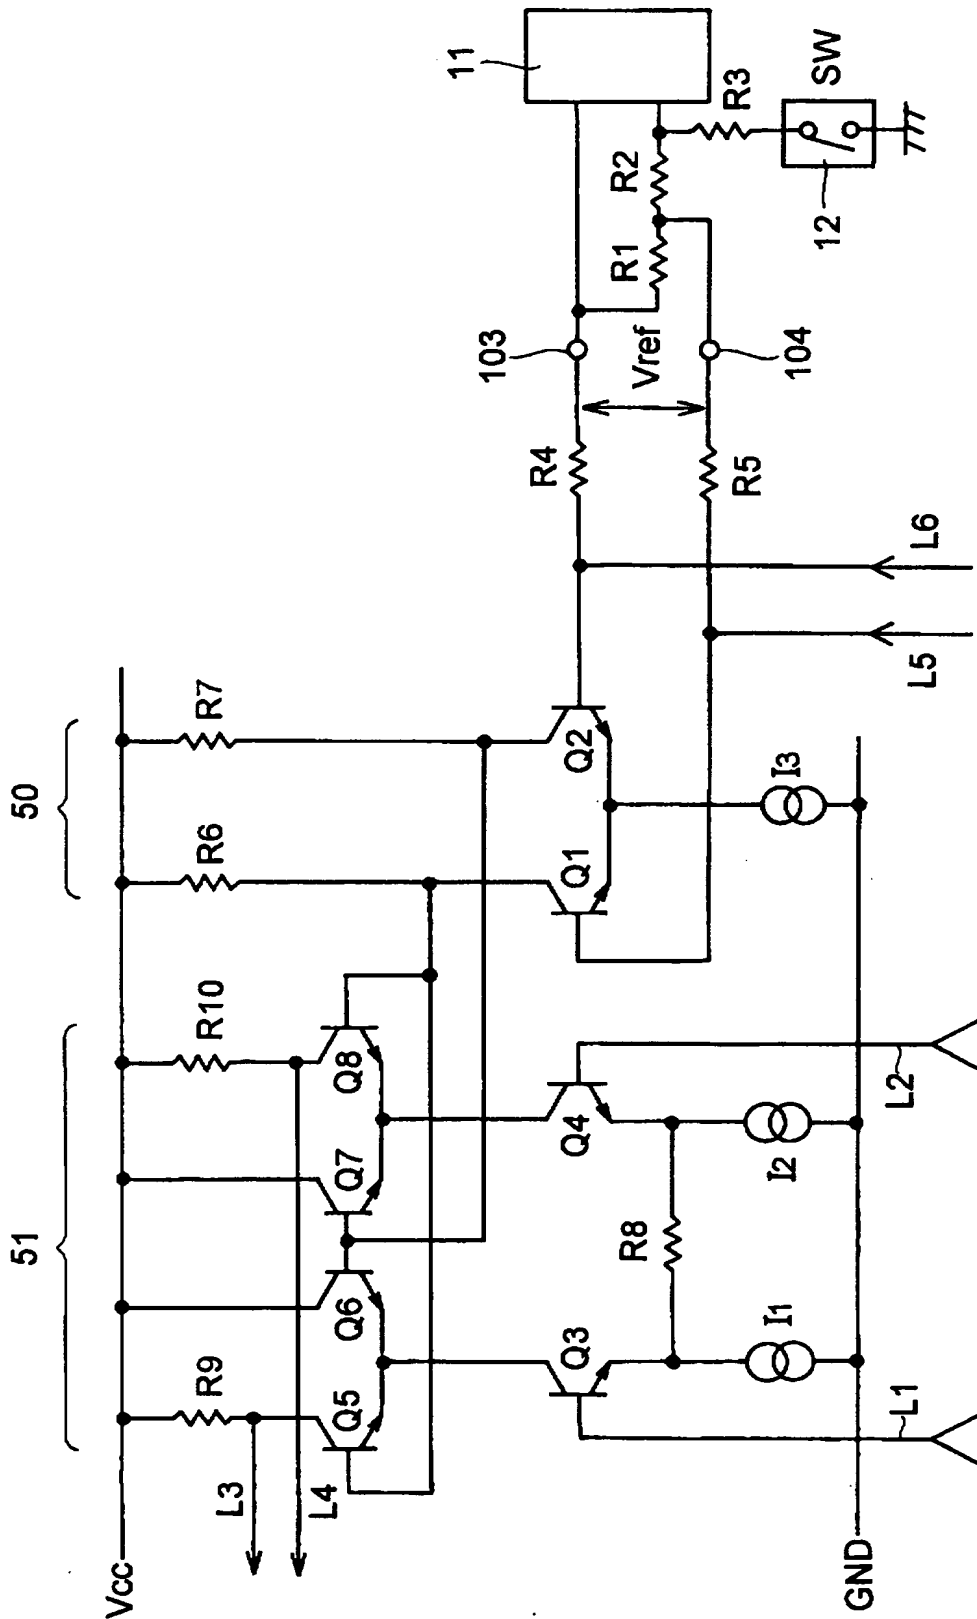 51
50
Vcc
R9
R10
R6
R7
L3
L4
Q5
Q6
Q7
Q8
Q3
Q4
Q1
Q2
R8
I1
I2
I3
GND
L1
L2
L5
L6
R4
R5
Vref
103
104
R1
R2
R3
11
12
SW